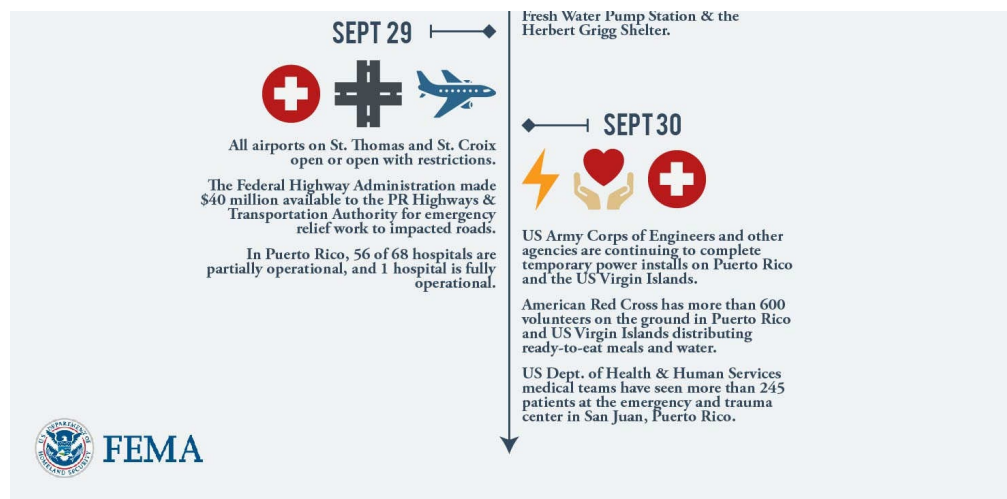 Fresh Water Pump Station & the
Herbert Grigg Shelter.
SEPT 29
All airports on St. Thomas and St. Croix
open or open with restrictions.
The Federal Highway Administration made
$40 million available to the PR Highways &
Transportation Authority for emergency
relief work to impacted roads.
In Puerto Rico, 56 of 68 hospitals are
partially operational, and 1 hospital is fully
operational.
SEPT 30
US Army Corps of Engineers and other
agencies are continuing to complete
temporary power installs on Puerto Rico
and the US Virgin Islands.
American Red Cross has more than 600
volunteers on the ground in Puerto Rico
and US Virgin Islands distributing
ready-to-eat meals and water.
US Dept. of Health & Human Services
medical teams have seen more than 245
patients at the emergency and trauma
center in San Juan, Puerto Rico.
U.S. DEPARTMENT OF
HOMELAND SECURITY
FEMA